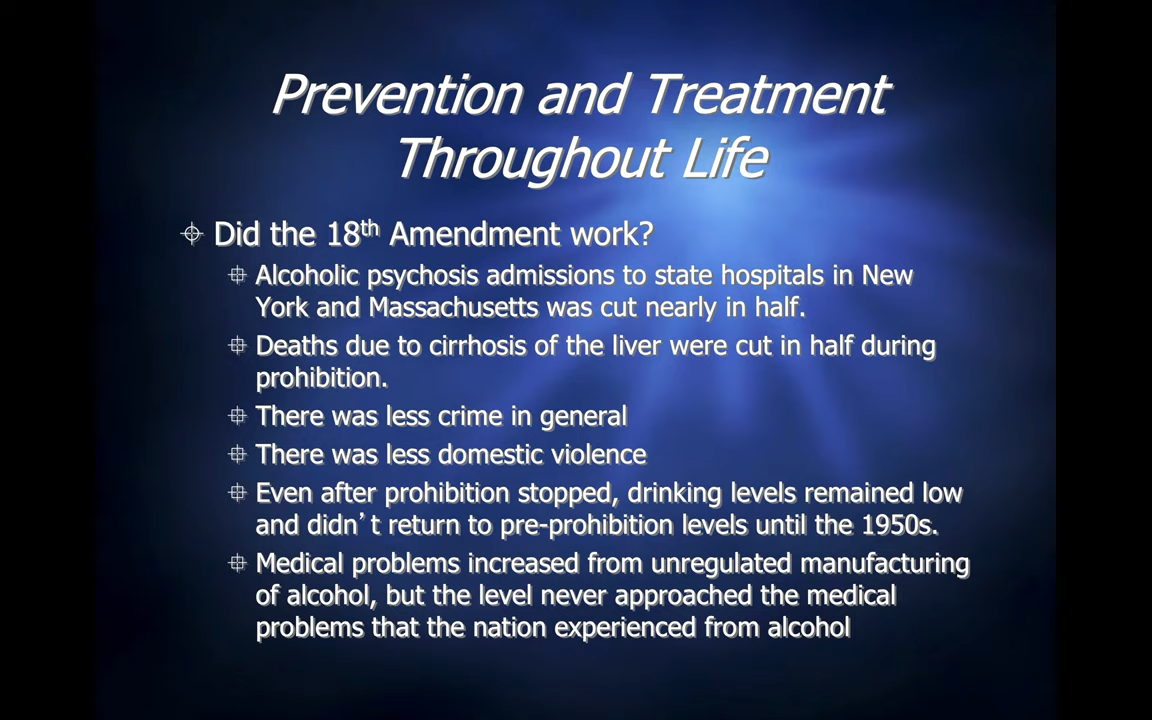 Prevention and Treatment
Throughout Life
Did the 18th Amendment work?
Alcoholic psychosis admissions to state hospitals in New
York and Massachusetts was cut nearly in half.
Deaths due to cirrhosis of the liver were cut in half during
prohibition.
There was less crime in general
There was less domestic violence
Even after prohibition stopped, drinking levels remained low
and didn’t return to pre-prohibition levels until the 1950s.
Medical problems increased from unregulated manufacturing
of alcohol, but the level never approached the medical
problems that the nation experienced from alcohol